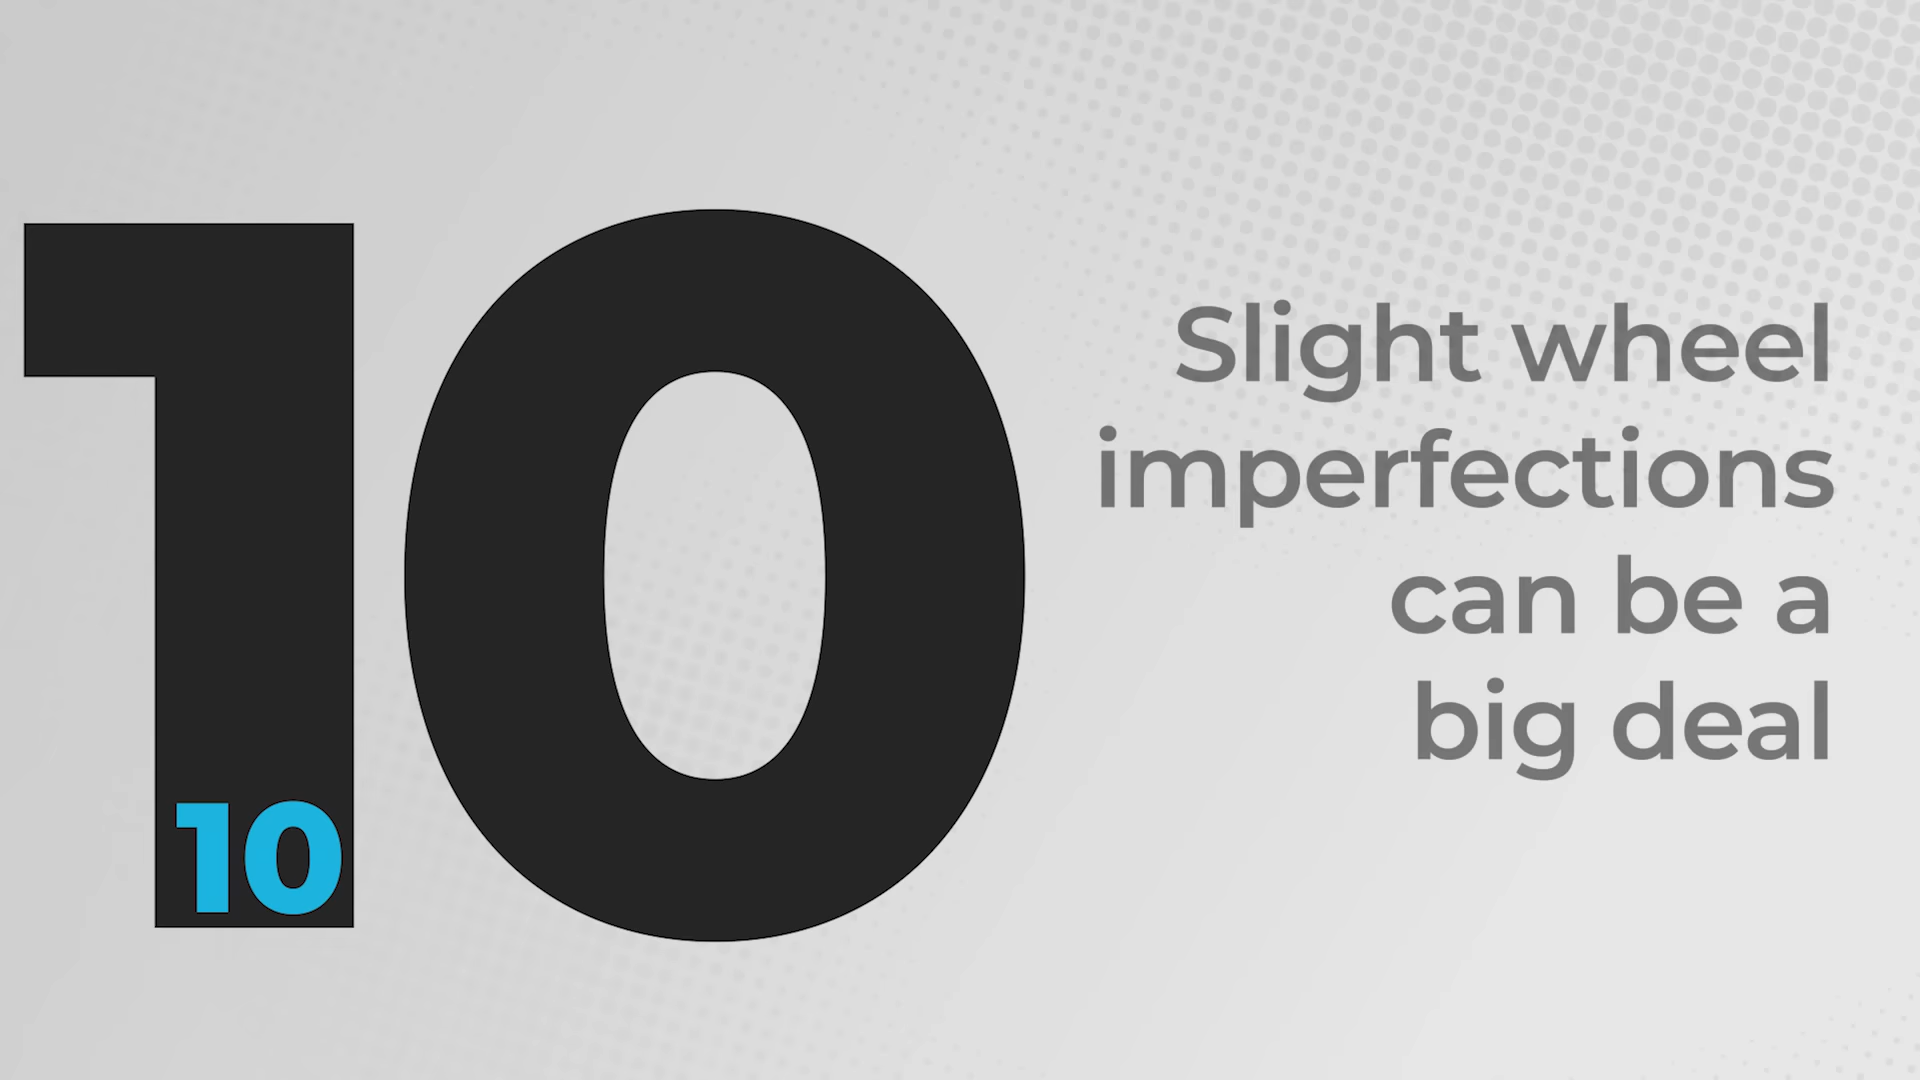 10
10
Slight wheel
imperfections
can be a
big deal